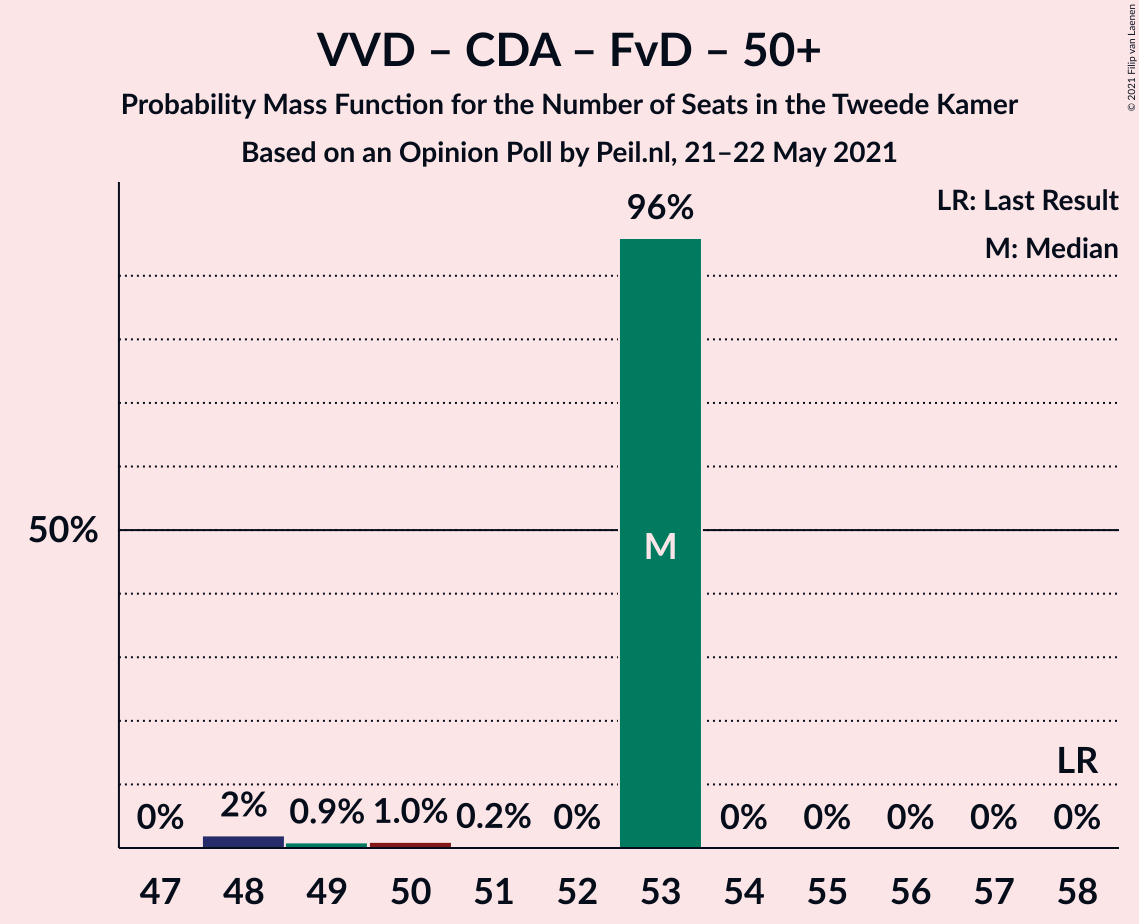 VVD – CDA – FvD – 50+
Probability Mass Function for the Number of Seats in the Tweede Kamer
Based on an Opinion Poll by Peil.nl, 21–22 May 2021
© 2021 Filip van Laenen
LR: Last Result
M: Median
96%
50%
M
LR
0% 2% 0.9% 1.0% 0.2% 0% 0% 0% 0% 0% 0%
47 48 49 50 51 52 53 54 55 56 57 58